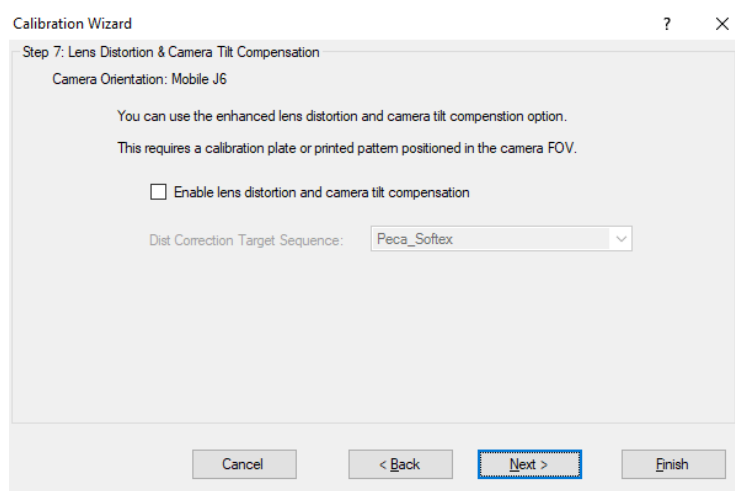 Calibration Wizard
?
Step 7: Lens Distortion & Camera Tilt Compensation
Camera Orientation: Mobile J6
You can use the enhanced lens distortion and camera tilt compenstion option.
This requires a calibration plate or printed pattern positioned in the camera FOV.
Enable lens distortion and camera tilt compensation
Dist Correction Target Sequence: Peca_Softex
Cancel < Back Next > Finish